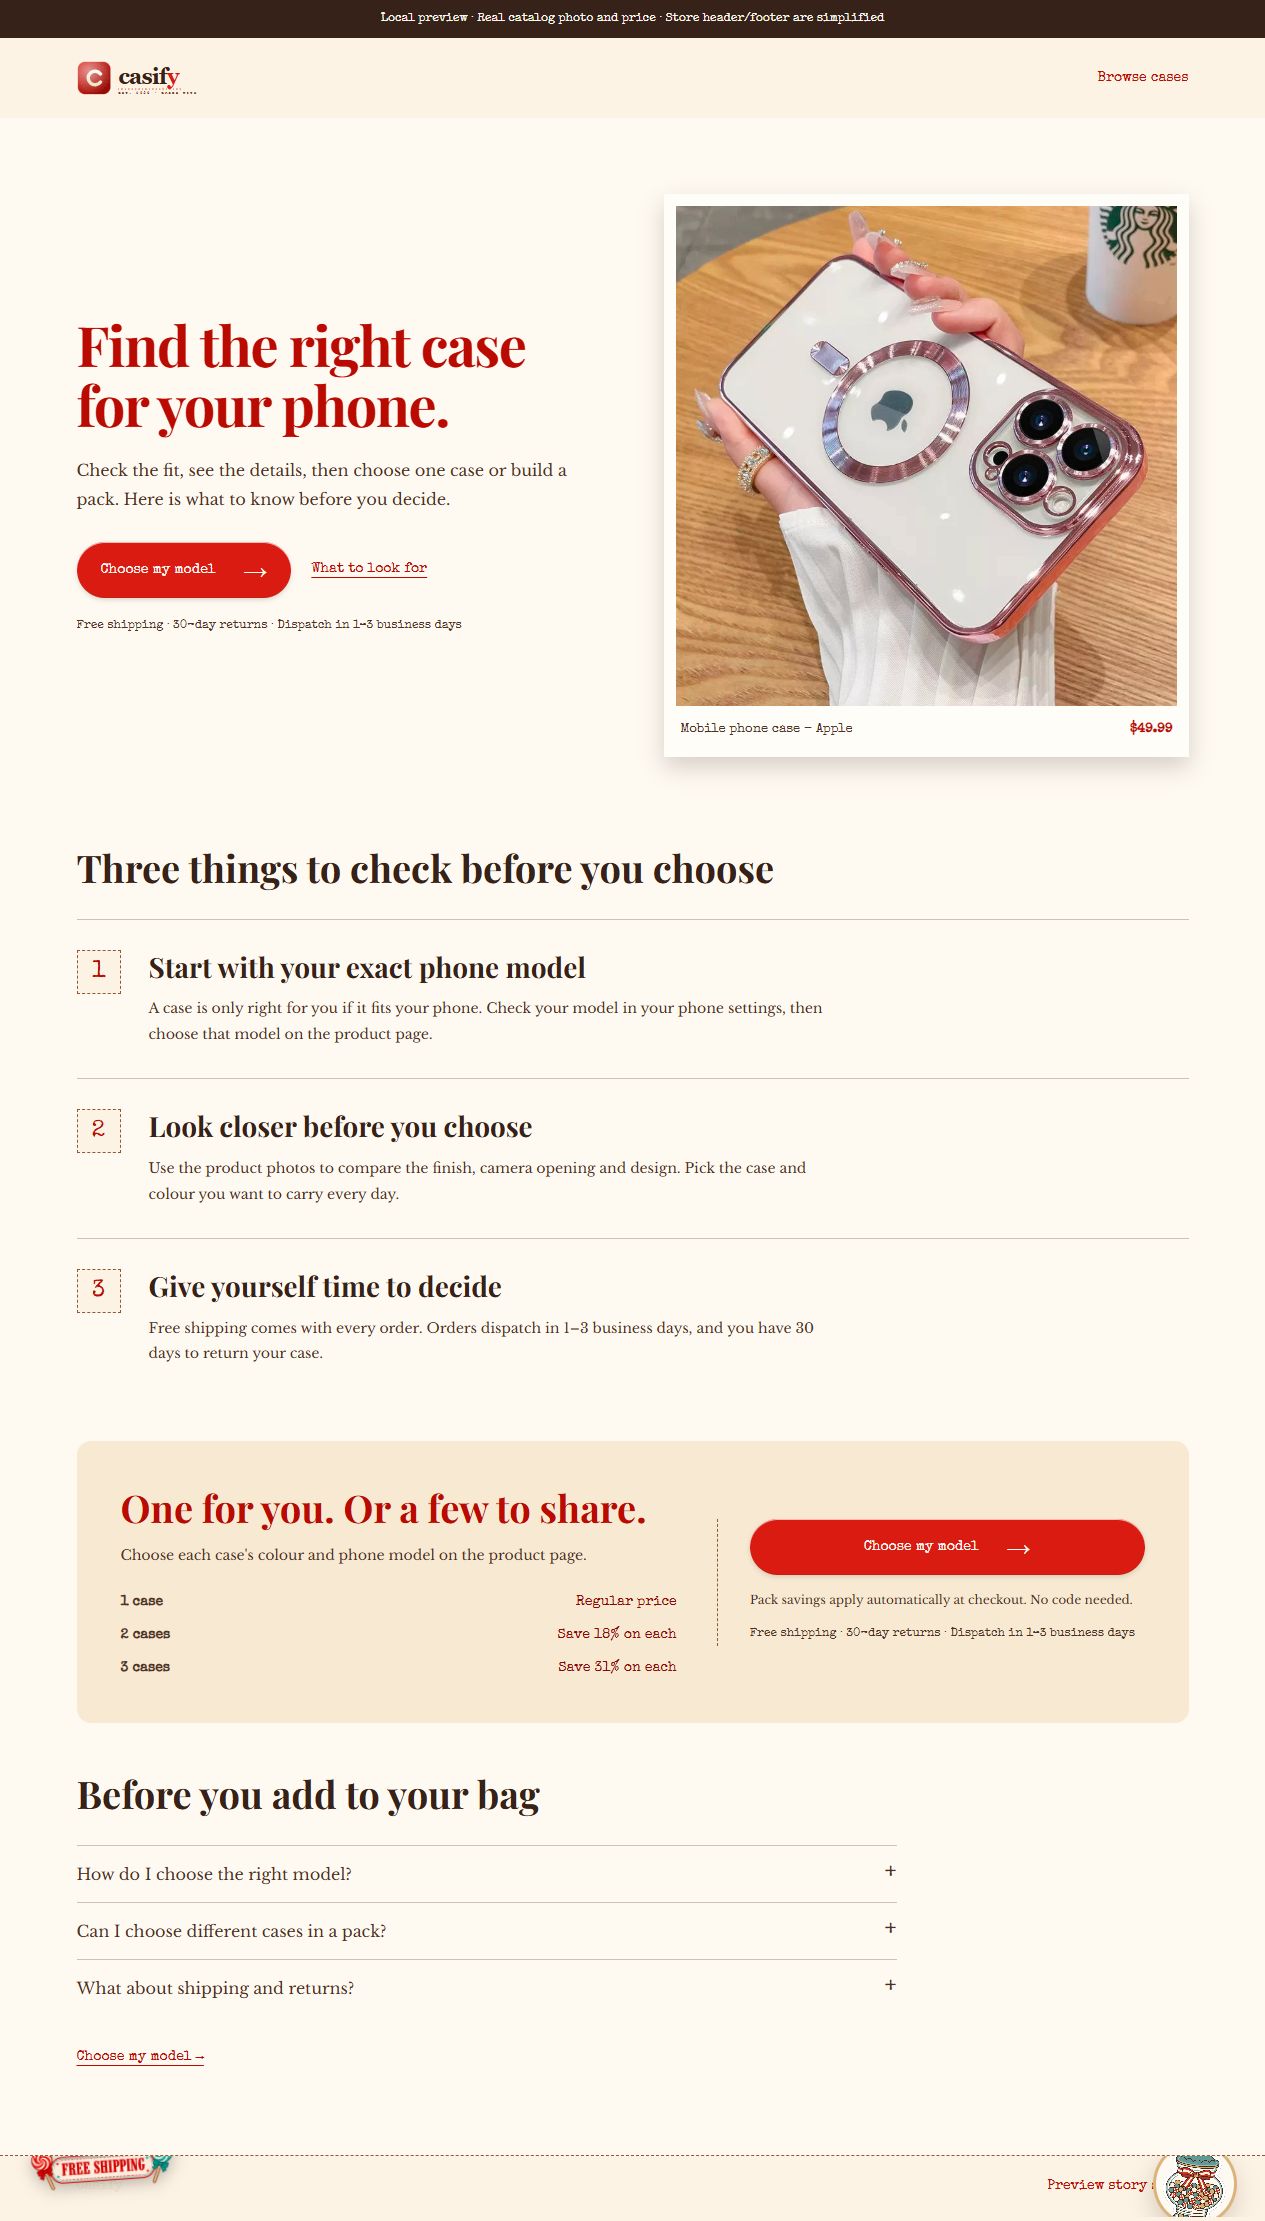 Local preview · Real catalog photo and price · Store header/footer are simplified
C casify
Browse cases
Find the right case
for your phone.
Check the fit, see the details, then choose one case or build a
pack. Here is what to know before you decide.
Choose my model →
What to look for
Free shipping · 30-day returns · Dispatch in 1–3 business days
Mobile phone case – Apple
$49.99
Three things to check before you choose
1
Start with your exact phone model
A case is only right for you if it fits your phone. Check your model in your phone settings, then
choose that model on the product page.
2
Look closer before you choose
Use the product photos to compare the finish, camera opening and design. Pick the case and
colour you want to carry every day.
3
Give yourself time to decide
Free shipping comes with every order. Orders dispatch in 1–3 business days, and you have 30
days to return your case.
One for you. Or a few to share.
Choose each case's colour and phone model on the product page.
1 case Regular price
2 cases Save 18% on each
3 cases Save 31% on each
Choose my model →
Pack savings apply automatically at checkout. No code needed.
Free shipping · 30-day returns · Dispatch in 1–3 business days
Before you add to your bag
How do I choose the right model? +
Can I choose different cases in a pack? +
What about shipping and returns? +
Choose my model →
FREE SHIPPING
Preview story